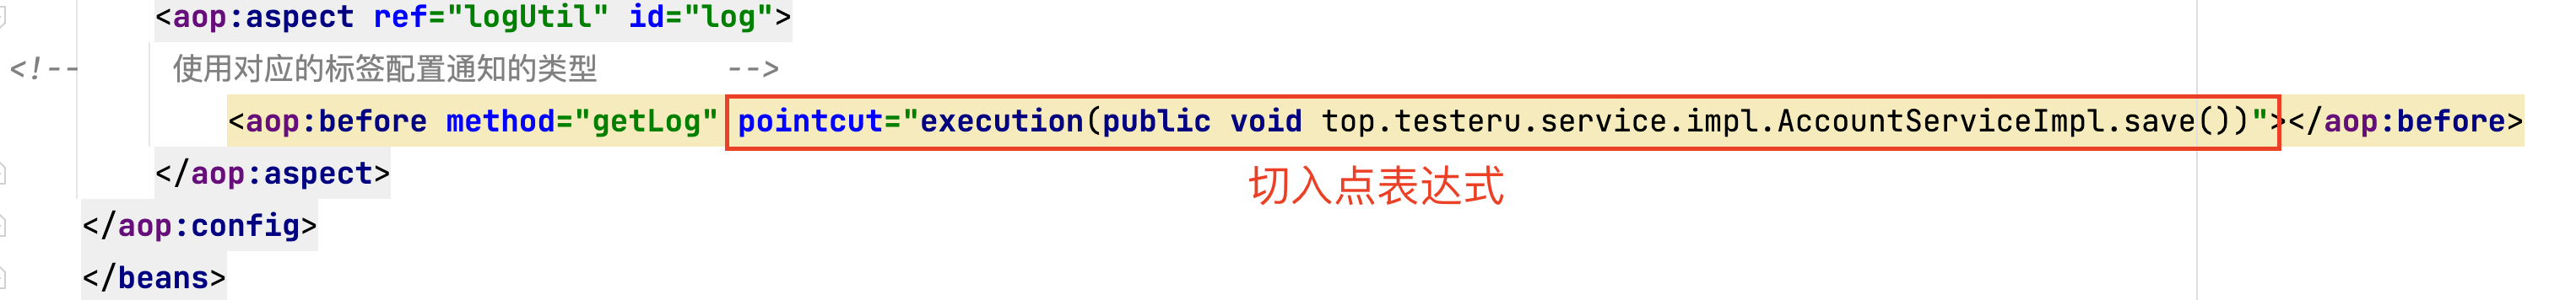 <aop:aspect ref="logUtil" id="log">
<!-- 使用对应的标签配置通知的类型 -->
<aop:before method="getLog" pointcut="execution(public void top.testeru.service.impl.AccountServiceImpl.save())"></aop:before>
</aop:aspect>
切入点表达式
</aop:config>
</beans>